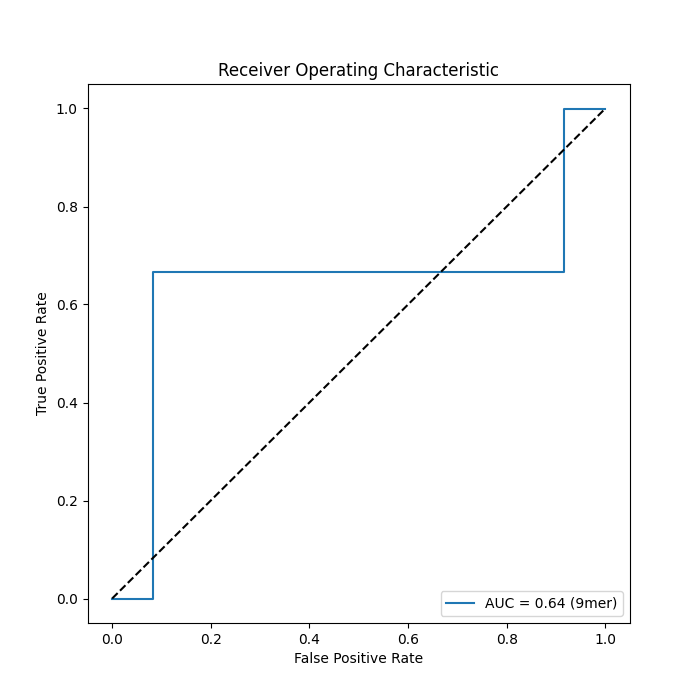 Receiver Operating Characteristic
1.0
0.8
0.6
0.4
0.2
0.0
True Positive Rate
AUC = 0.64 (9mer)
0.0 0.2 0.4 0.6 0.8 1.0
False Positive Rate